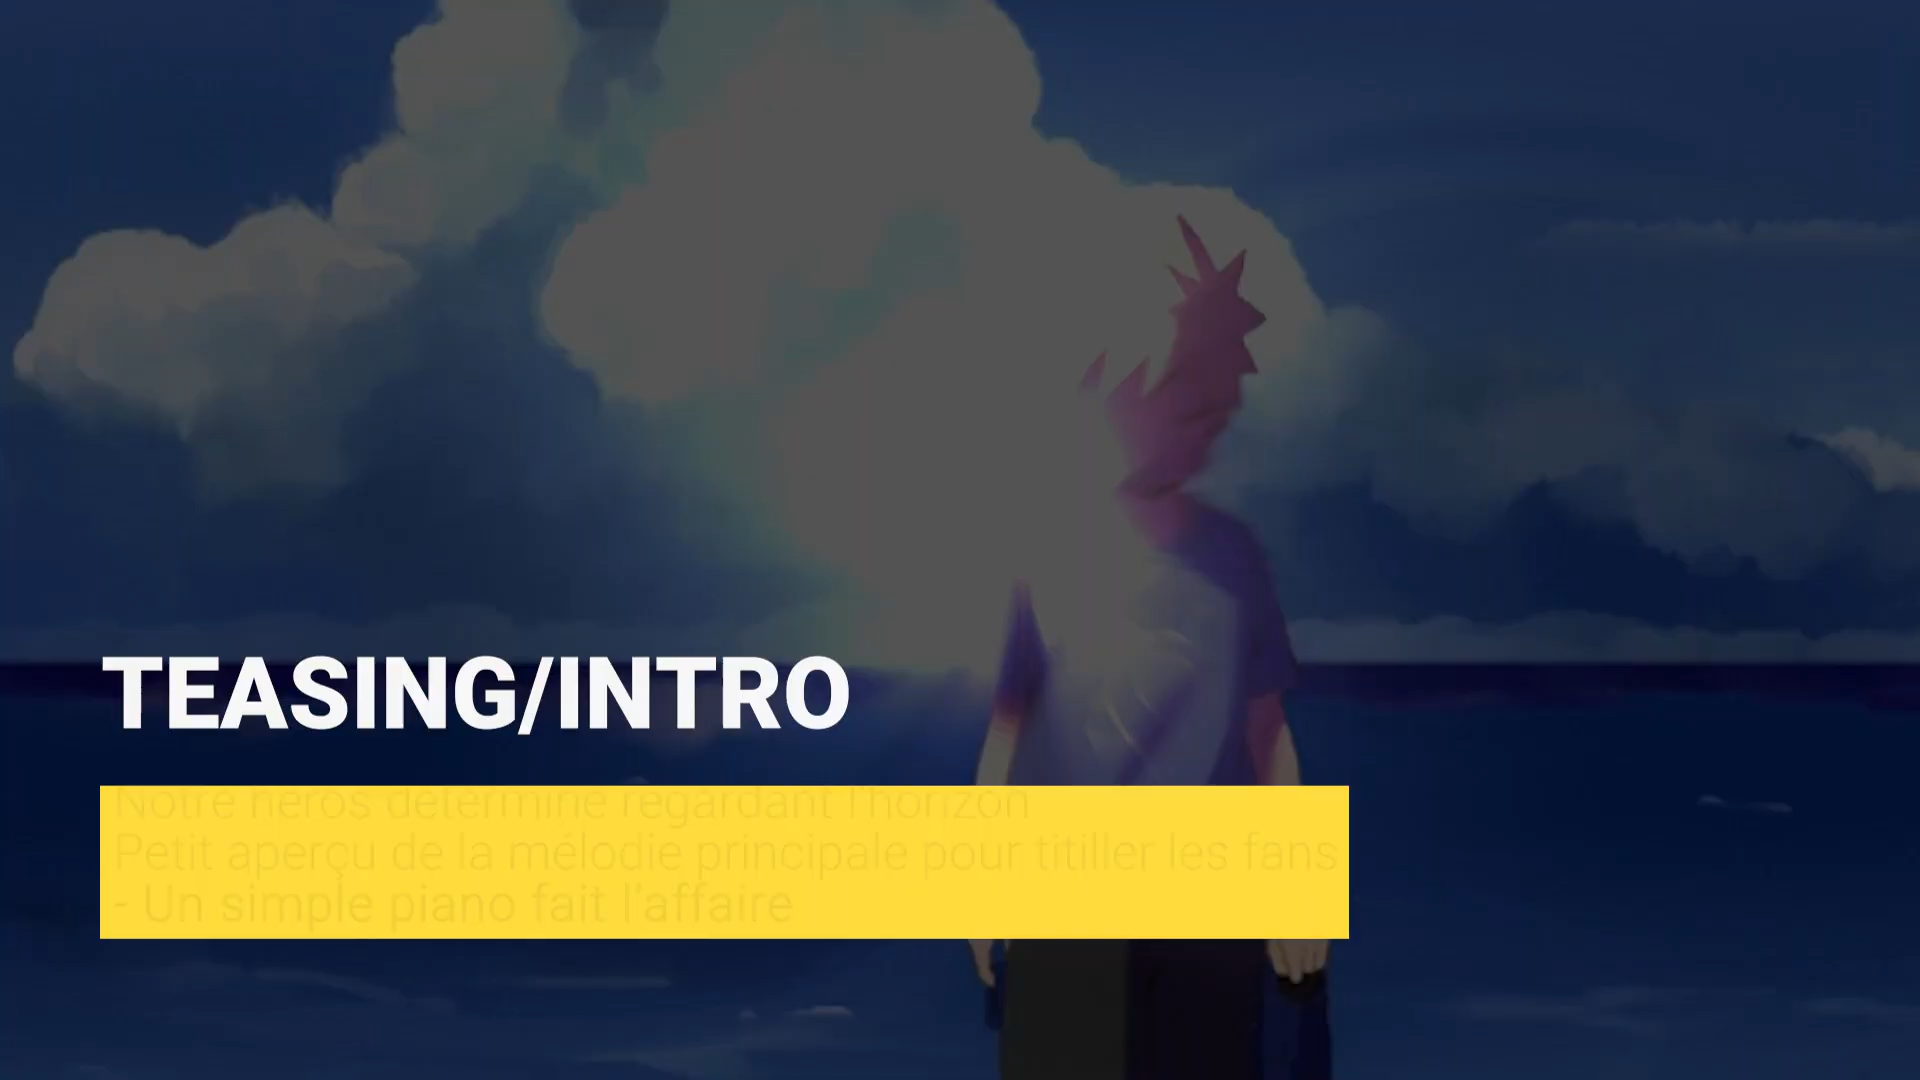 TEASING/INTRO
Notre héros déterminé regardant l'horizon
Petit aperçu de la mélodie principale pour titiller les fans
- Un simple piano fait l'affaire